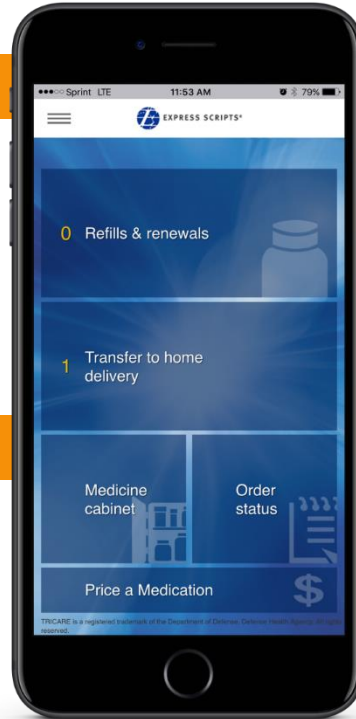 Sprint LTE 11:53 AM 79%
EXPRESS SCRIPTS®
0 Refills & renewals
1 Transfer to home
delivery
Medicine
cabinet
Order
status
Price a Medication
$
TRICARE is a registered trademark of the Department of Defense, Defense Health Agency. All rights
reserved.